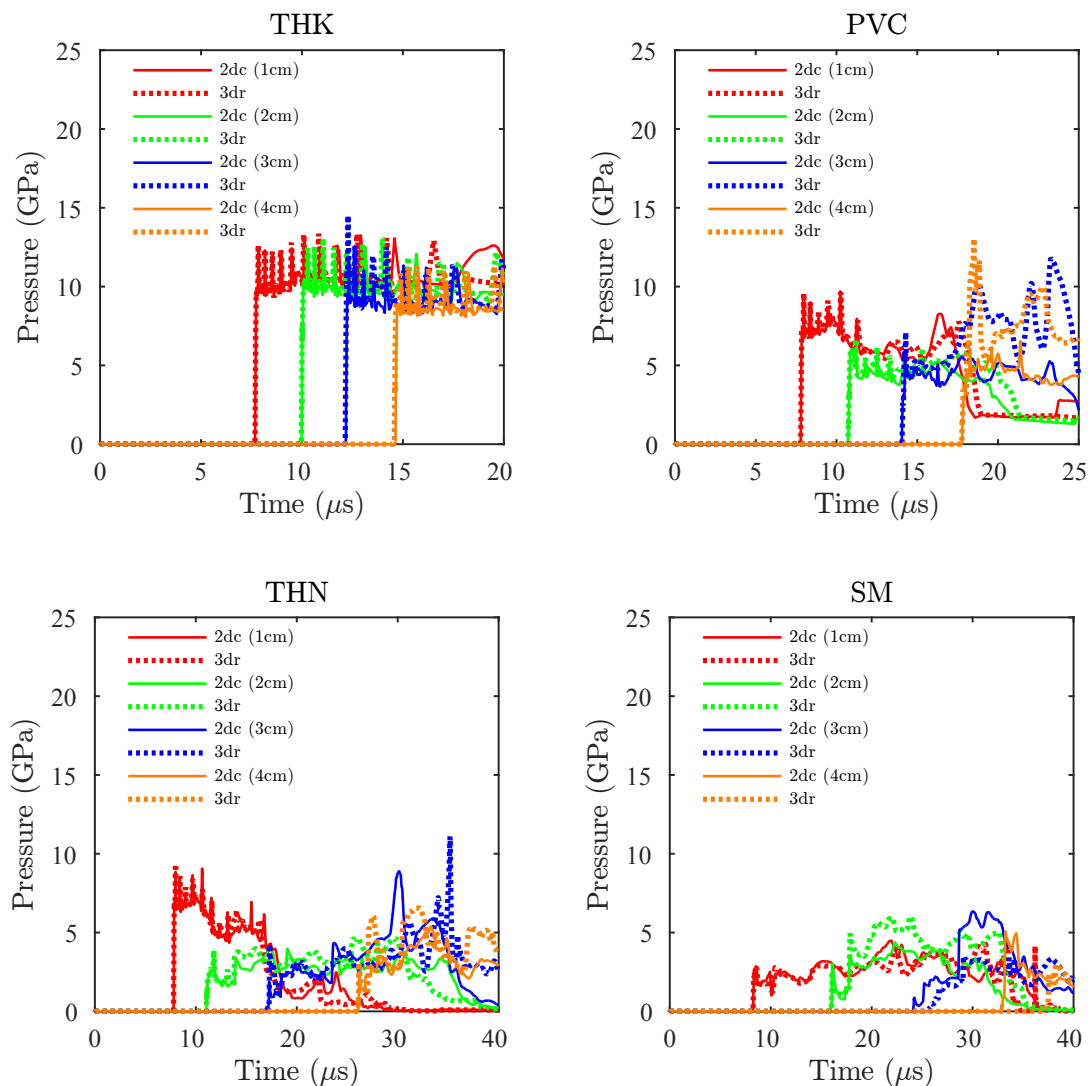 THK
25
20
15
10
5
0
Pressure (GPa)
2dc (1cm)
3dr
2dc (2cm)
3dr
2dc (3cm)
3dr
2dc (4cm)
3dr
0 5 10 15 20
Time (μs)
PVC
25
20
15
10
5
0
Pressure (GPa)
2dc (1cm)
3dr
2dc (2cm)
3dr
2dc (3cm)
3dr
2dc (4cm)
3dr
0 5 10 15 20 25
Time (μs)
THN
25
20
15
10
5
0
Pressure (GPa)
2dc (1cm)
3dr
2dc (2cm)
3dr
2dc (3cm)
3dr
2dc (4cm)
3dr
0 10 20 30 40
Time (μs)
SM
25
20
15
10
5
0
Pressure (GPa)
2dc (1cm)
3dr
2dc (2cm)
3dr
2dc (3cm)
3dr
2dc (4cm)
3dr
0 10 20 30 40
Time (μs)